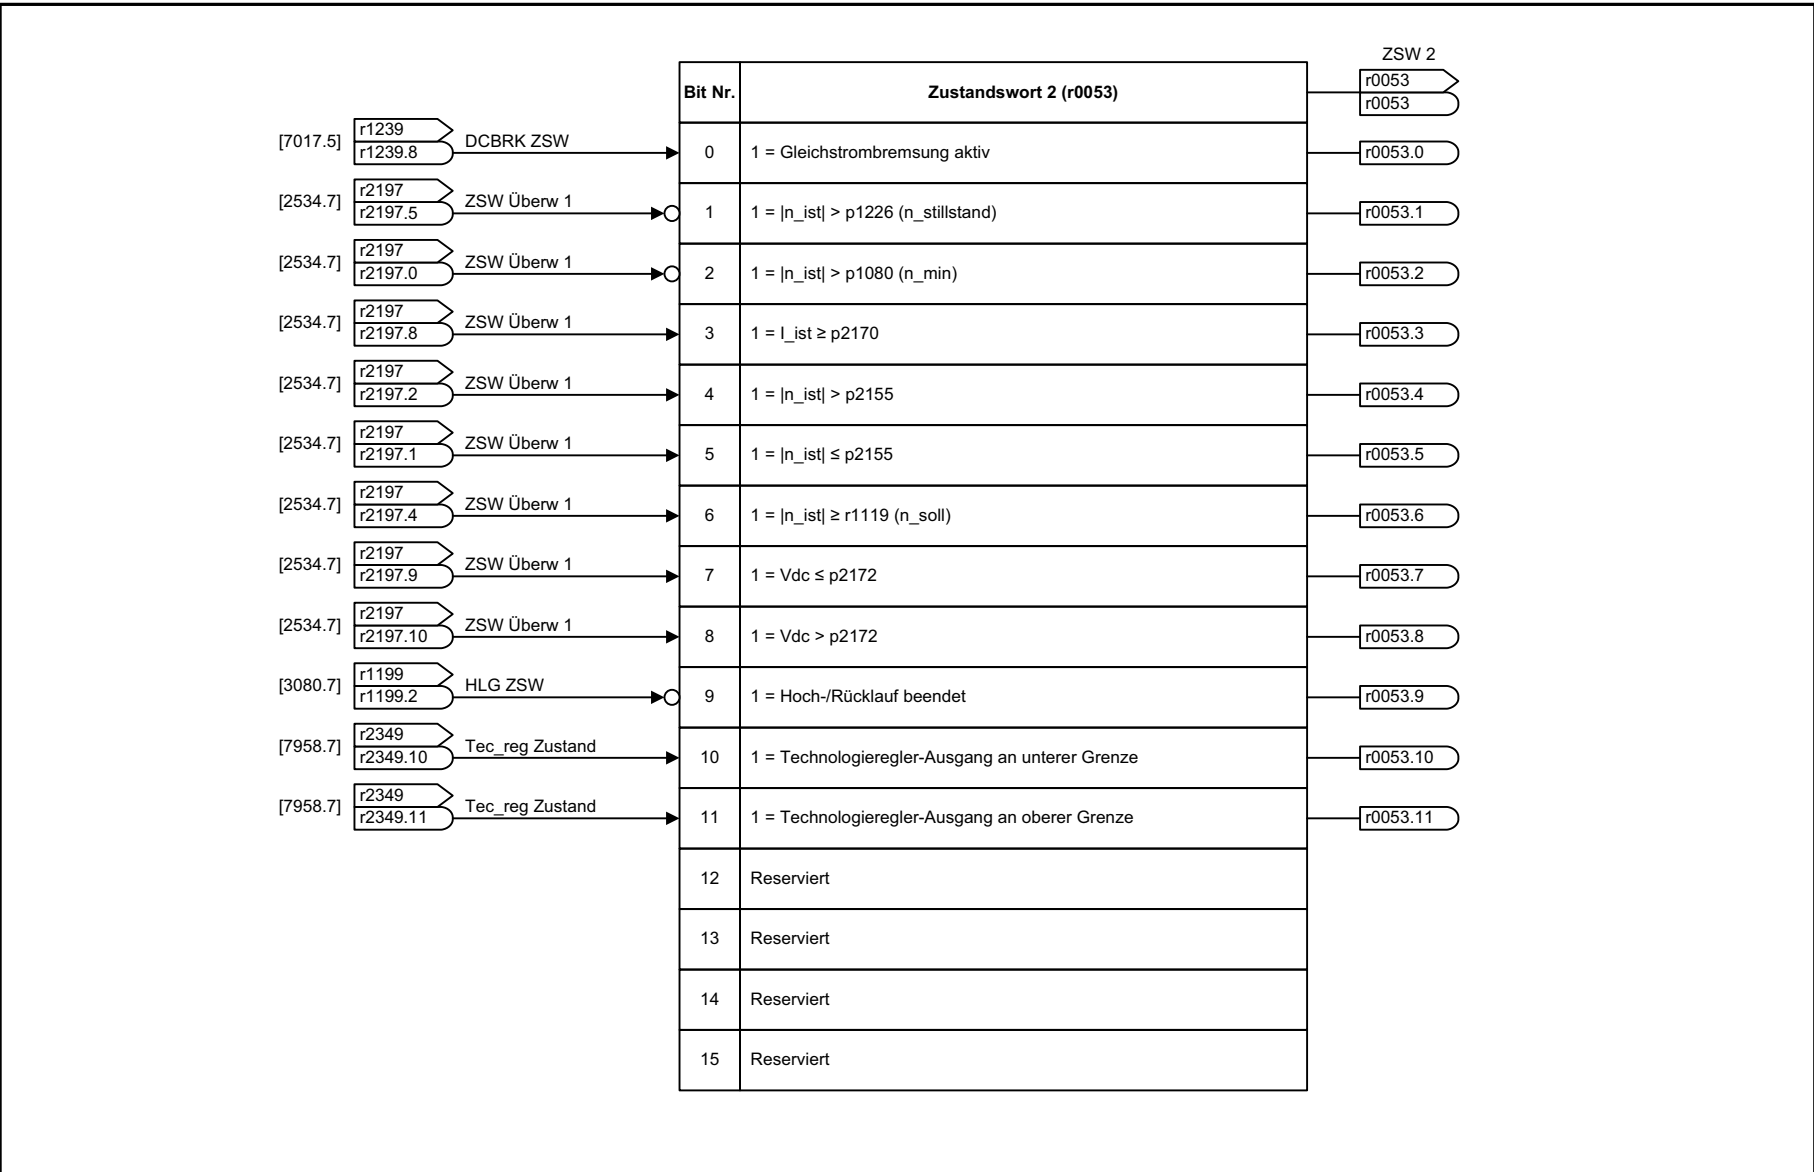 ZSW 2
Bit Nr. Zustandswort 2 (r0053) r0053
r0053
[7017.5] r1239 DCBRK ZSW
r1239.8 0 1 = Gleichstrombremsung aktiv r0053.0
[2534.7] r2197 ZSW Überw 1
r2197.5 1 1 = |n_ist| > p1226 (n_stillstand) r0053.1
[2534.7] r2197 ZSW Überw 1
r2197.0 2 1 = |n_ist| > p1080 (n_min) r0053.2
[2534.7] r2197 ZSW Überw 1
r2197.8 3 1 = I_ist ≥ p2170 r0053.3
[2534.7] r2197 ZSW Überw 1
r2197.2 4 1 = |n_ist| > p2155 r0053.4
[2534.7] r2197 ZSW Überw 1
r2197.1 5 1 = |n_ist| ≤ p2155 r0053.5
[2534.7] r2197 ZSW Überw 1
r2197.4 6 1 = |n_ist| ≥ r1119 (n_soll) r0053.6
[2534.7] r2197 ZSW Überw 1
r2197.9 7 1 = Vdc ≤ p2172 r0053.7
[2534.7] r2197 ZSW Überw 1
r2197.10 8 1 = Vdc > p2172 r0053.8
[3080.7] r1199 HLG ZSW
r1199.2 9 1 = Hoch-/Rücklauf beendet r0053.9
[7958.7] r2349 Tec_reg Zustand
r2349.10 10 1 = Technologieregler-Ausgang an unterer Grenze r0053.10
[7958.7] r2349 Tec_reg Zustand
r2349.11 11 1 = Technologieregler-Ausgang an oberer Grenze r0053.11
12 Reserviert
13 Reserviert
14 Reserviert
15 Reserviert